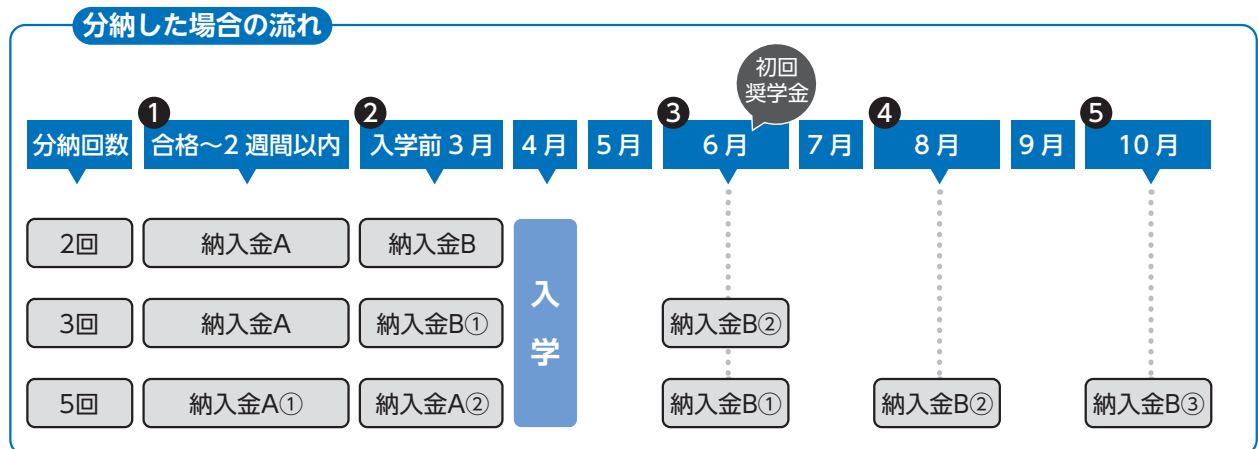 分納した場合の流れ
初回
奨学金
❶ ❷ ❸ ❹ ❺
分納回数 合格～2週間以内 入学前3月 4月 5月 6月 7月 8月 9月 10月
2回 納入金A 納入金B
入学
3回 納入金A 納入金B① 納入金B②
5回 納入金A① 納入金A② 納入金B① 納入金B② 納入金B③